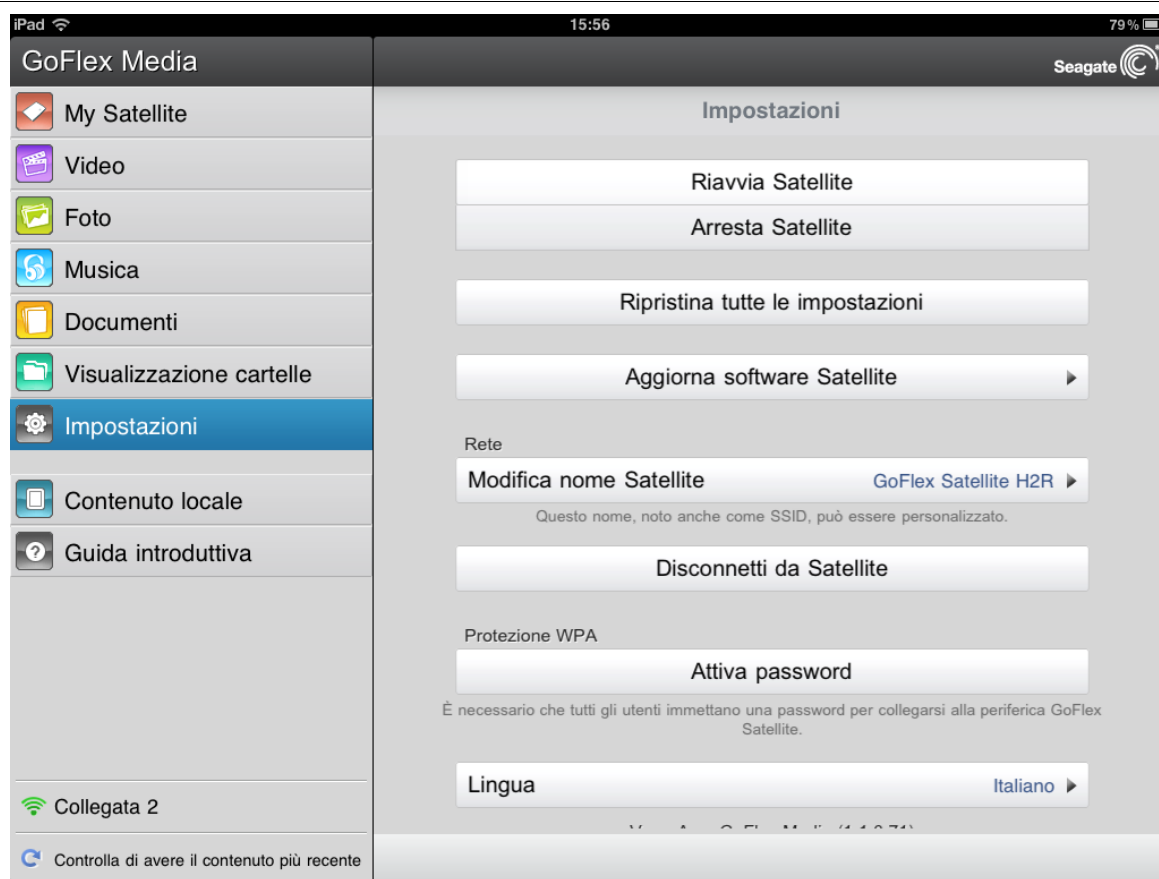 iPad
15:56
79%
GoFlex Media
Seagate
My Satellite
Video
Foto
Musica
Documenti
Visualizzazione cartelle
Impostazioni
Contenuto locale
Guida introduttiva
Collegata 2
Controlla di avere il contenuto più recente
Impostazioni
Riavvia Satellite
Arresta Satellite
Ripristina tutte le impostazioni
Aggiorna software Satellite
Rete
Modifica nome Satellite GoFlex Satellite H2R
Questo nome, noto anche come SSID, può essere personalizzato.
Disconnetti da Satellite
Protezione WPA
Attiva password
È necessario che tutti gli utenti immettano una password per collegarsi alla periferica GoFlex
Satellite.
Lingua Italiano